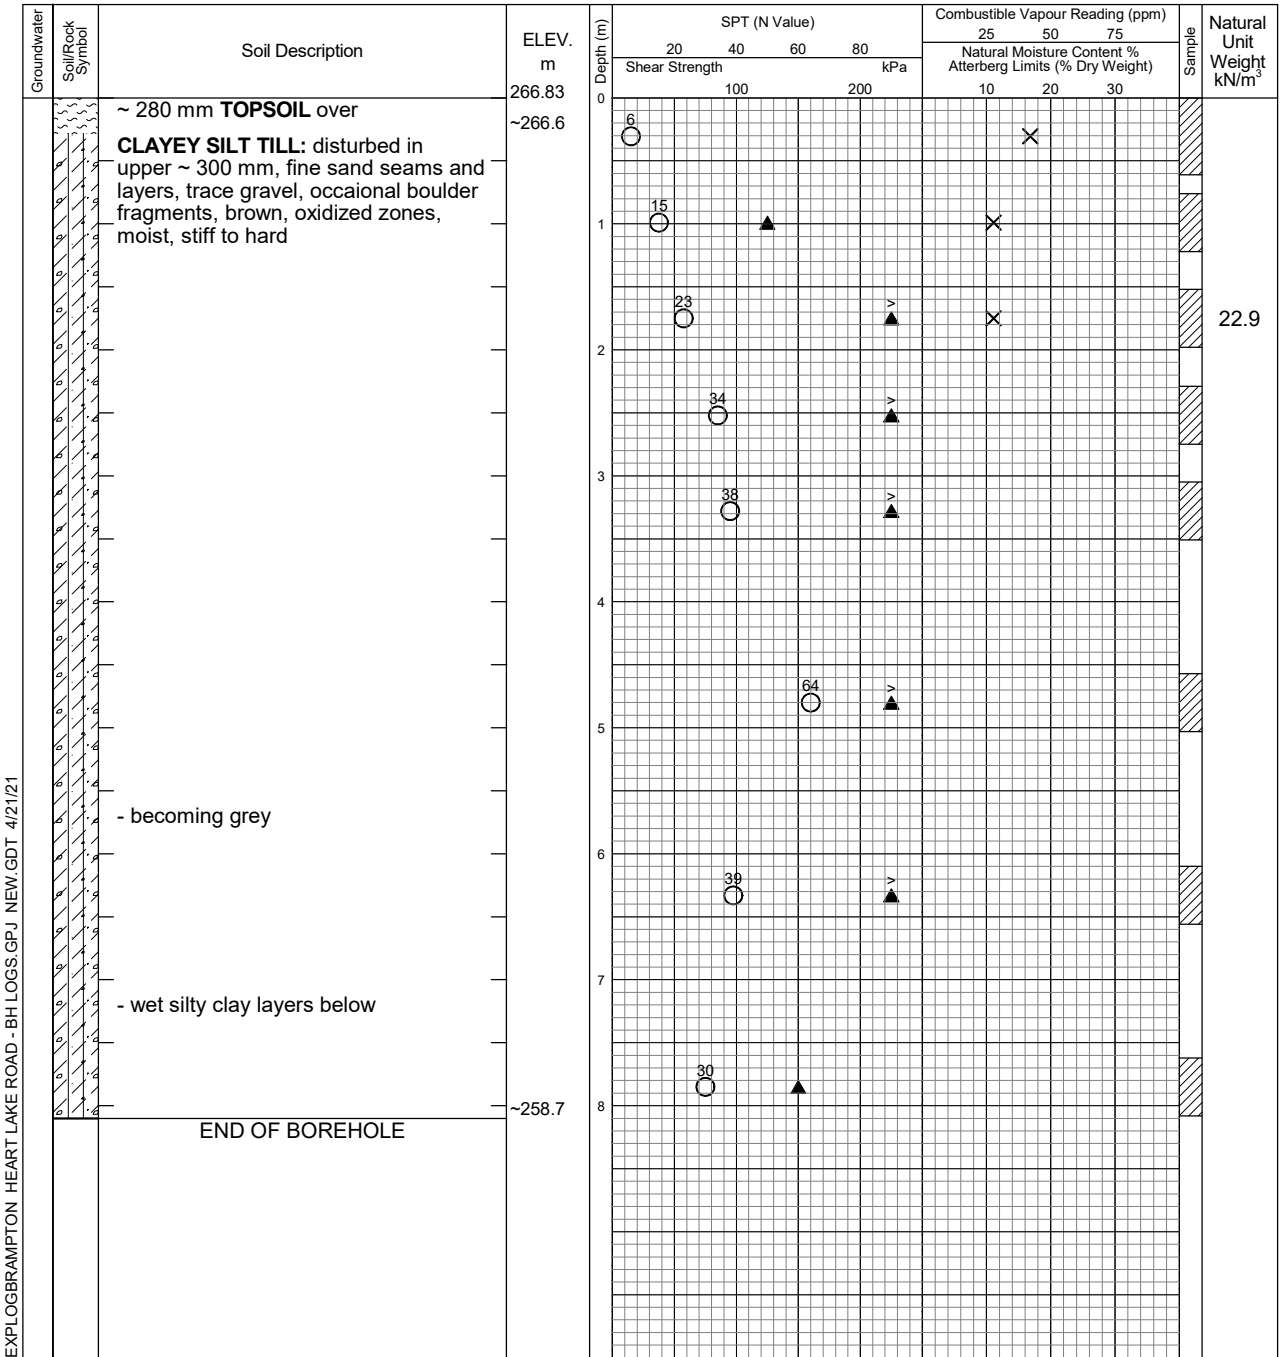 Groundwater
Soil/Rock
Symbol
Soil Description
ELEV.
m
Depth (m)
SPT (N Value)
20 40 60 80
Shear Strength kPa
100 200
Combustible Vapour Reading (ppm)
25 50 75
Natural Moisture Content %
Atterberg Limits (% Dry Weight)
10 20 30
Sample
Natural
Unit
Weight
kN/m³
266.83
0
~ 280 mm TOPSOIL over
~266.6
6
CLAYEY SILT TILL: disturbed in
upper ~ 300 mm, fine sand seams and
layers, trace gravel, occaional boulder
fragments, brown, oxidized zones,
moist, stiff to hard
15
1
23 >
22.9
2
34 >
3
38 >
4
64 >
5
- becoming grey
6
39 >
7
- wet silty clay layers below
30
~258.7
8
END OF BOREHOLE
EXPLOGBRAMPTON HEART LAKE ROAD - BH LOGS.GPJ NEW.GDT 4/21/21